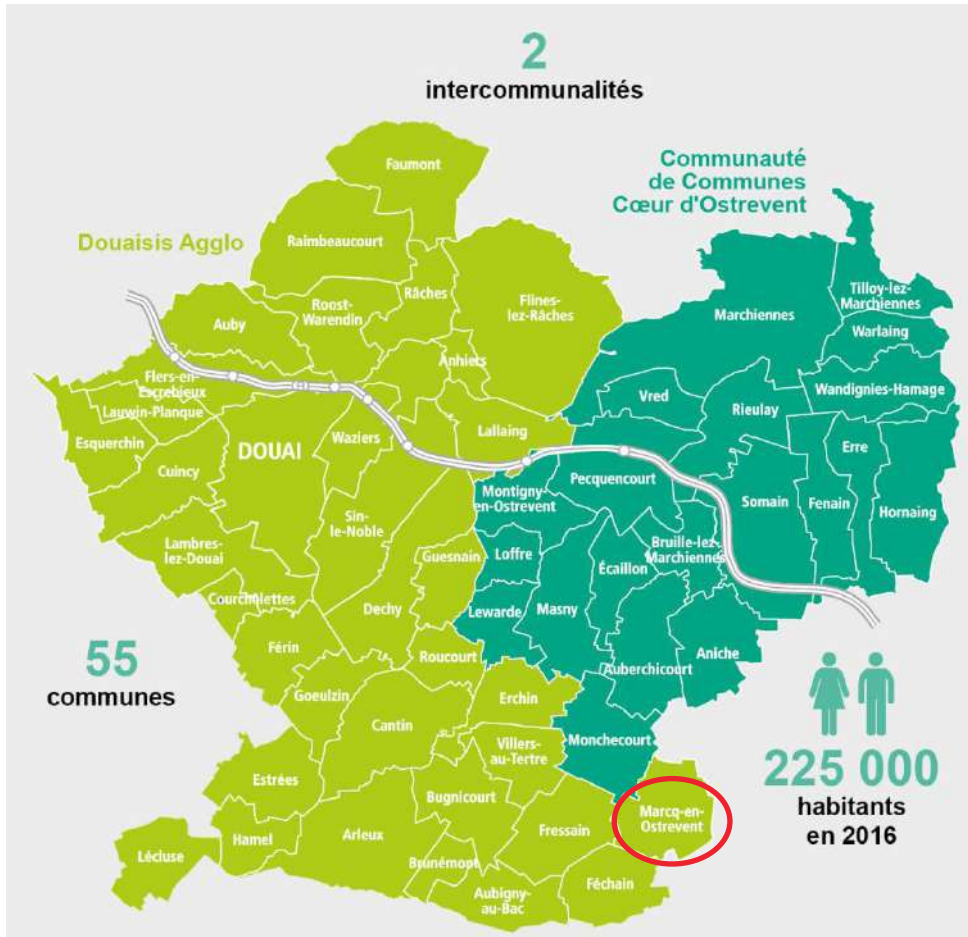 2
intercommunalités
Communauté
de Communes
Cœur d'Ostrevent
Douaisis Agglo
Faumont
Raimbeaucourt
Râches
Roost-
Warendin
Flines-
lez-Râches
Auby
Anhiers
Flers-en-
Escrebieux
Lauwin-Planque
Esquerchin
Cuincy
DOUAI
Waziers
Lallaing
Sin-
le-Noble
Lambres-
lez-Douai
Guesnain
Courchelettes
Dechy
Férin
Roucourt
Goeulzin
Cantin
Erchin
Villers-
au-Tertre
Estrées
Bugnicourt
Hamel
Arleux
Fressain
Lécluse
Brunémont
Aubigny-
au-Bac
Féchain
Marcq-en-
Ostrevent
Marchiennes
Tilloy-lez-
Marchiennes
Warlaing
Wandignies-Hamage
Vred
Rieulay
Erre
Pecquencourt
Montigny-
en-Ostrevent
Somain
Fenain
Hornaing
Bruille-lez-
Marchiennes
Loffre
Écaillon
Lewarde
Masny
Auberchicourt
Aniche
Monchecourt
55
communes
225 000
habitants
en 2016